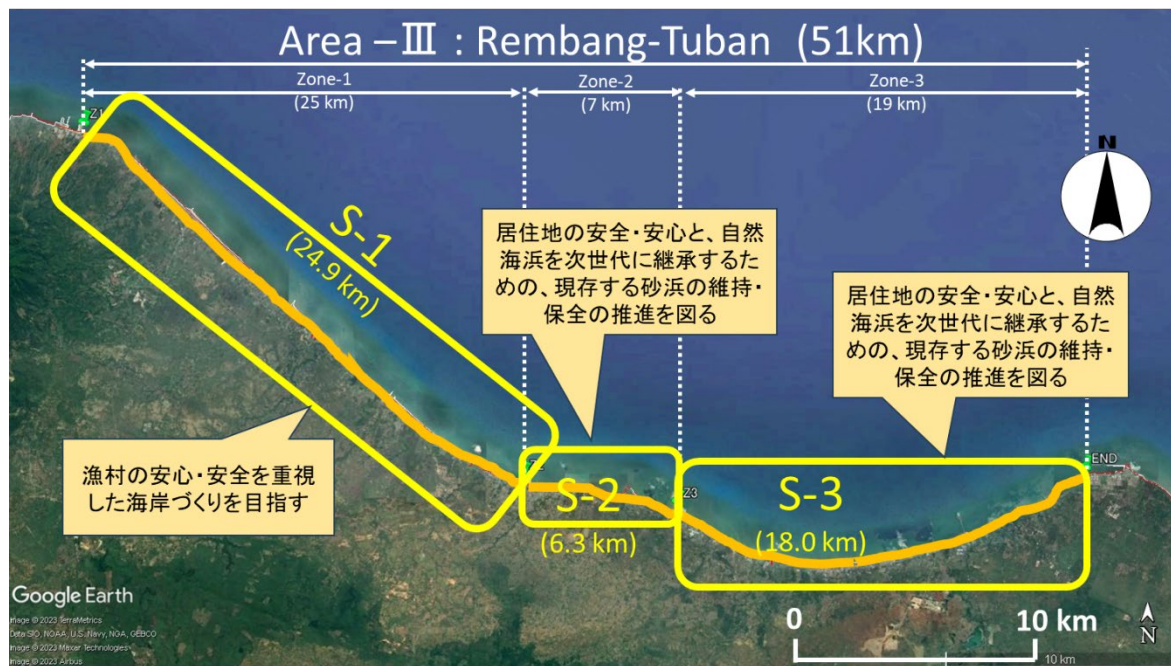 Area –Ⅲ : Rembang-Tuban (51km)
Zone-1
(25 km)
Zone-2
(7 km)
Zone-3
(19 km)
Z1
N
S-1
(24.9 km)
居住地の安全・安心と、自然
海浜を次世代に継承するた
めの、現存する砂浜の維持・
保全の推進を図る
居住地の安全・安心と、自然
海浜を次世代に継承するた
めの、現存する砂浜の維持・
保全の推進を図る
漁村の安心・安全を重視
した海岸づくりを目指す
S-2
(6.3 km)
Z3
S-3
(18.0 km)
END
Google Earth
Image © 2023 TerraMetrics
Data SIO, NOAA, U.S. Navy, NGA, GEBCO
Image © 2023 Maxar Technologies
Image © 2023 Airbus
0
10 km
N
10 km